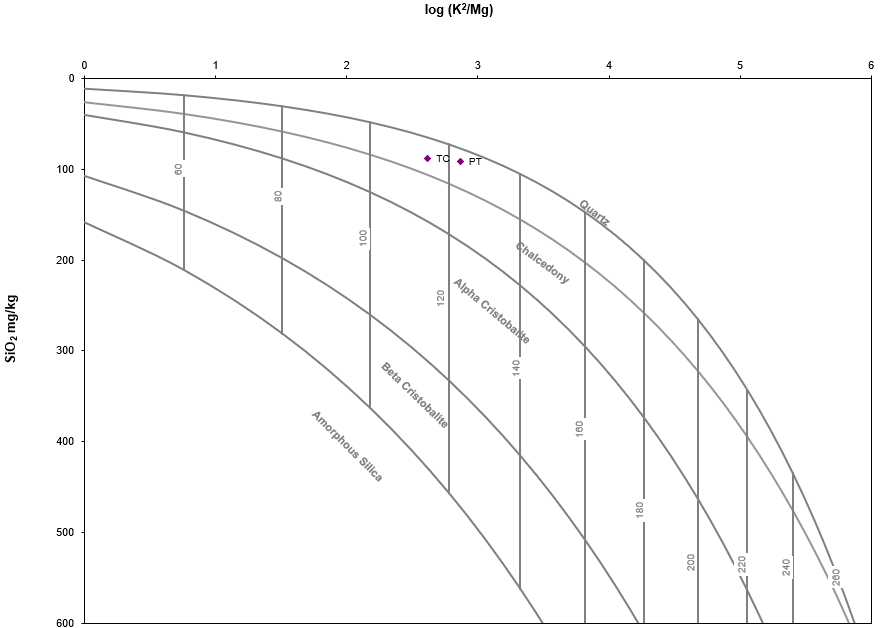 log (K²/Mg)
0 1 2 3 4 5 6
0
100
200
300
400
500
600
SiO₂ mg/kg
TC
PT
Quartz
Chalcedony
Alpha Cristobalite
Beta Cristobalite
Amorphous Silica
60
80
100
120
140
160
180
200
220
240
260